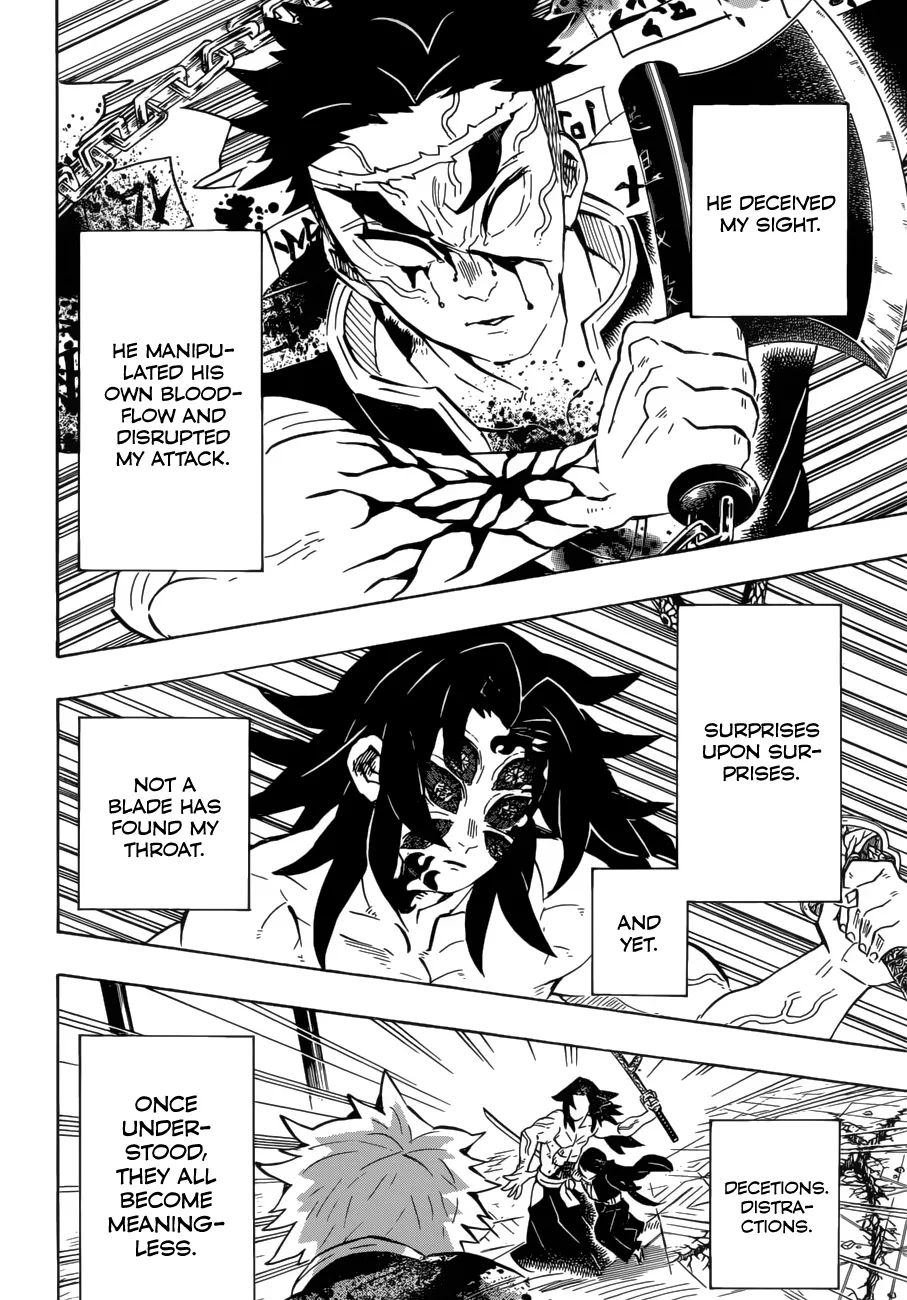 HE DECEIVED
MY SIGHT.
HE MANIPU-
LATED HIS
OWN BLOOD-
FLOW AND
DISRUPTED
MY ATTACK.
SURPRISES
UPON SUR-
PRISES.
AND
YET.
NOT A
BLADE HAS
FOUND MY
THROAT.
DECETIONS.
DISTRA-
CTIONS.
ONCE
UNDER-
STOOD,
THEY ALL
BECOME
MEANING-
LESS.